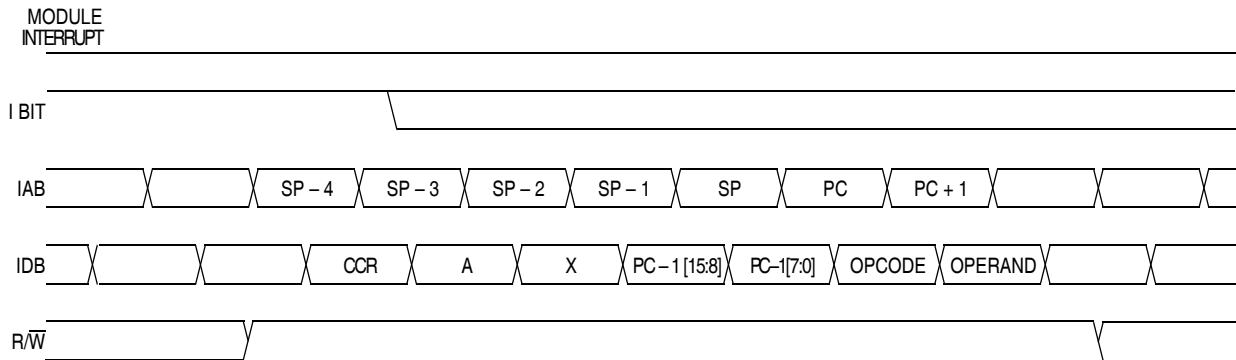 MODULE
INTERRUPT
I BIT
IAB SP – 4 SP – 3 SP – 2 SP – 1 SP PC PC + 1
IDB CCR A X PC – 1 [15:8] PC–1[7:0] OPCODE OPERAND
R/W̅